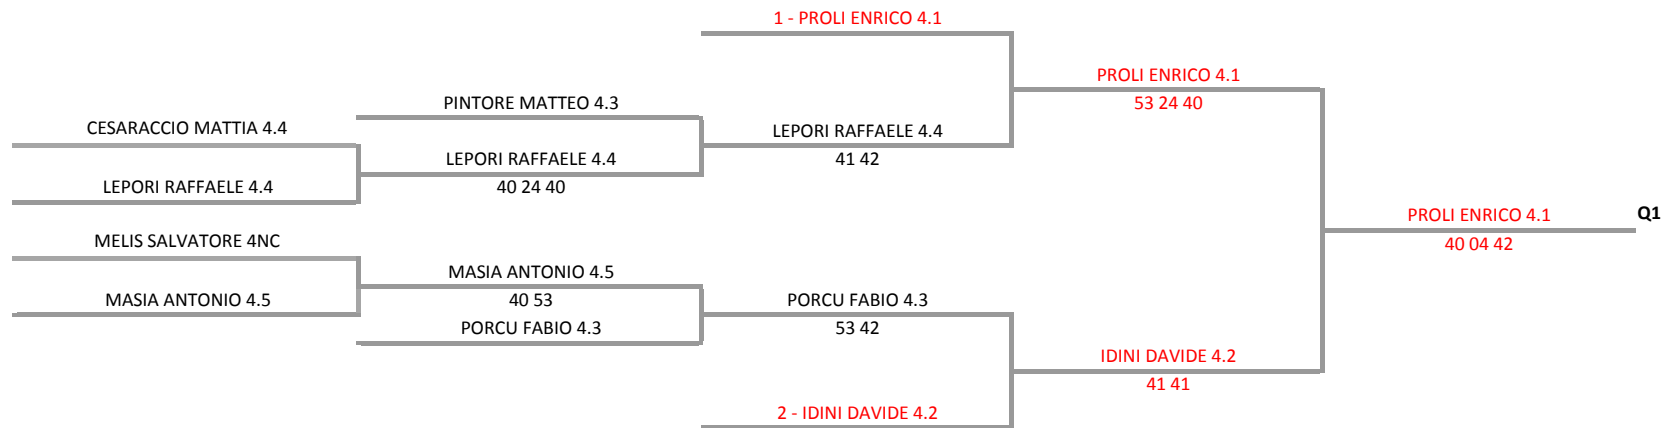 1 - PROLI ENRICO 4.1
PROLI ENRICO 4.1
53 24 40
PINTORE MATTEO 4.3
CESARACCIO MATTIA 4.4
LEPORI RAFFAELE 4.4
41 42
LEPORI RAFFAELE 4.4
40 24 40
LEPORI RAFFAELE 4.4
PROLI ENRICO 4.1
Q1
40 04 42
MELIS SALVATORE 4NC
MASIA ANTONIO 4.5
40 53
MASIA ANTONIO 4.5
PORCU FABIO 4.3
53 42
PORCU FABIO 4.3
IDINI DAVIDE 4.2
41 41
2 - IDINI DAVIDE 4.2